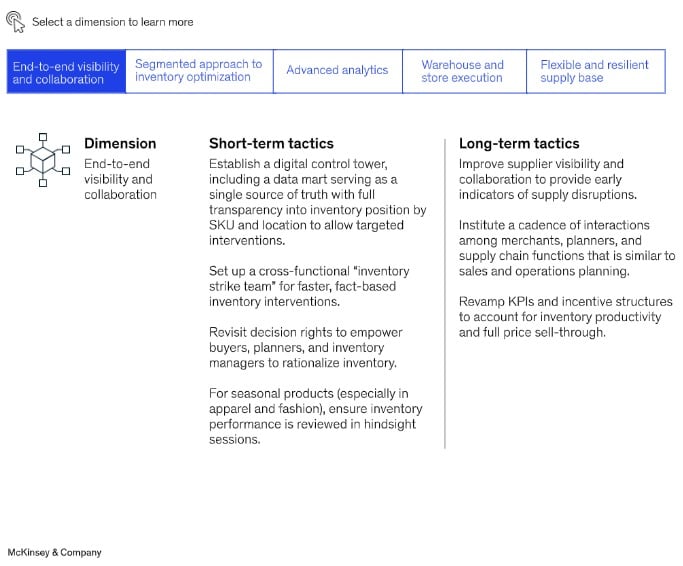 Select a dimension to learn more
End-to-end visibility
and collaboration
Segmented approach to
inventory optimization
Advanced analytics
Warehouse and
store execution
Flexible and resilient
supply base
Dimension
End-to-end
visibility and
collaboration
Short-term tactics
Establish a digital control tower,
including a data mart serving as a
single source of truth with full
transparency into inventory position by
SKU and location to allow targeted
interventions.
Set up a cross-functional “inventory
strike team” for faster, fact-based
inventory interventions.
Revisit decision rights to empower
buyers, planners, and inventory
managers to rationalize inventory.
For seasonal products (especially in
apparel and fashion), ensure inventory
performance is reviewed in hindsight
sessions.
Long-term tactics
Improve supplier visibility and
collaboration to provide early
indicators of supply disruptions.
Institute a cadence of interactions
among merchants, planners, and
supply chain functions that is similar to
sales and operations planning.
Revamp KPIs and incentive structures
to account for inventory productivity
and full price sell-through.
McKinsey & Company